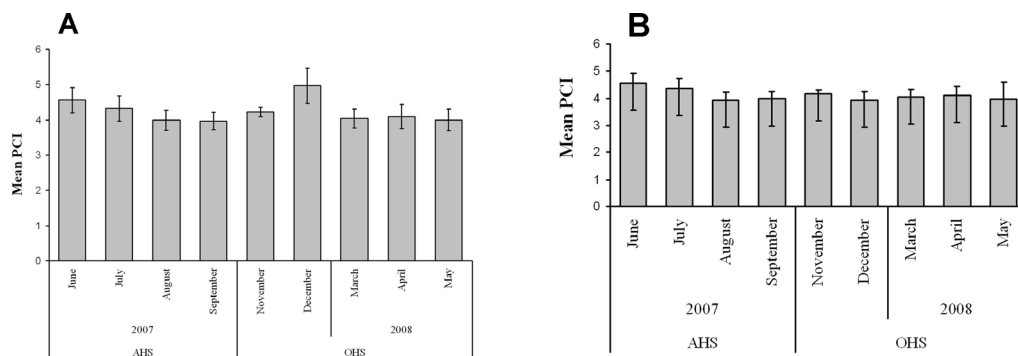 A
6
5
4
3
2
1
0
Mean PCI
June
July
August
September
November
December
March
April
May
2007
2008
AHS
OHS
B
6
5
4
3
2
1
0
Mean PCI
June
July
August
September
November
December
March
April
May
2007
2008
AHS
OHS